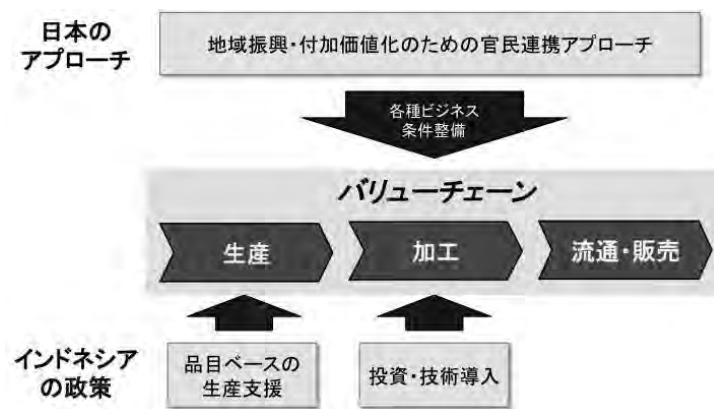 日本の
アプローチ
地域振興・付加価値化のための官民連携アプローチ
各種ビジネス
条件整備
バリューチェーン
生産
加工
流通・販売
インドネシア
の政策
品目ベースの
生産支援
投資・技術導入